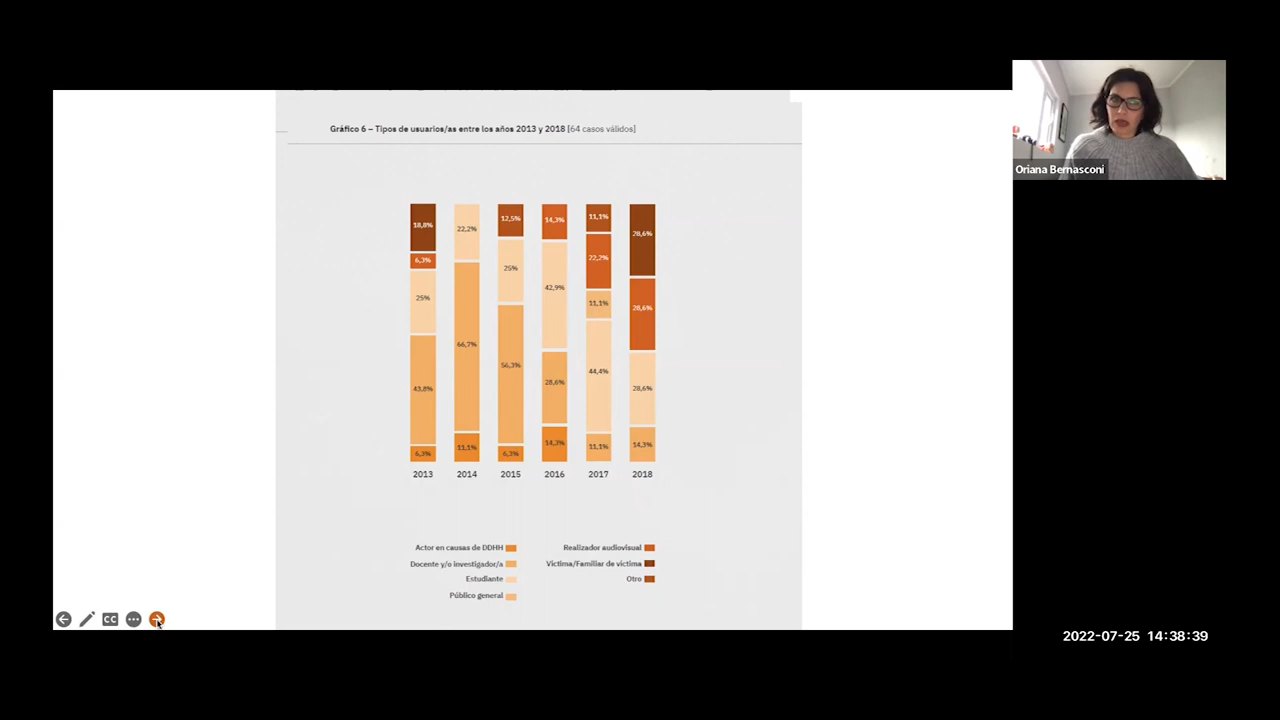 Gráfico 6 – Tipos de usuarios/as entre los años 2013 y 2018 [64 casos válidos]
Oriana Bernasconi
18,8%
6,3%
25%
43,8%
6,3%
22,2%
66,7%
11,1%
12,5%
25%
56,3%
6,3%
14,3%
42,9%
28,6%
14,3%
11,1%
22,2%
11,1%
44,4%
11,1%
28,6%
28,6%
28,6%
14,3%
2013 2014 2015 2016 2017 2018
Actor en causas de DDHH
Docente y/o investigador/a
Estudiante
Público general
Realizador audiovisual
Víctima/Familiar de víctima
Otro
CC
2022-07-25 14:38:39